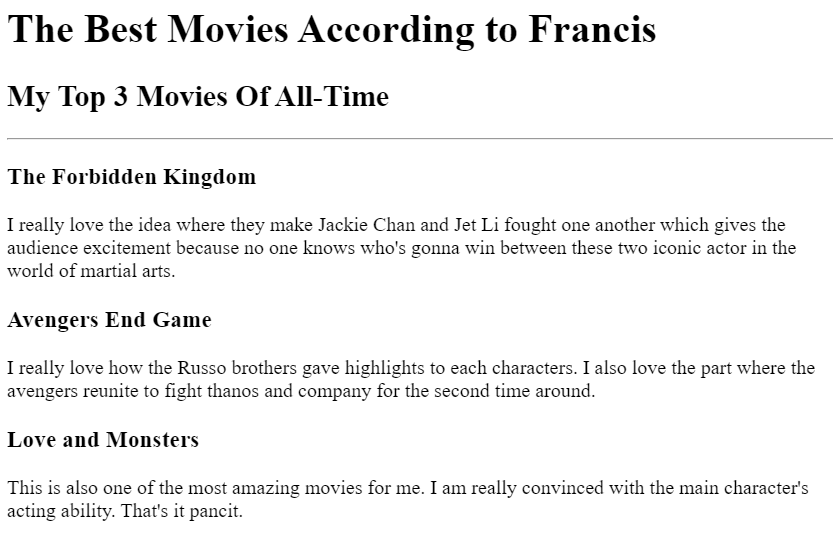 The Best Movies According to Francis
My Top 3 Movies Of All-Time
The Forbidden Kingdom
I really love the idea where they make Jackie Chan and Jet Li fought one another which gives the
audience excitement because no one knows who's gonna win between these two iconic actor in the
world of martial arts.
Avengers End Game
I really love how the Russo brothers gave highlights to each characters. I also love the part where the
avengers reunite to fight thanos and company for the second time around.
Love and Monsters
This is also one of the most amazing movies for me. I am really convinced with the main character's
acting ability. That's it pancit.